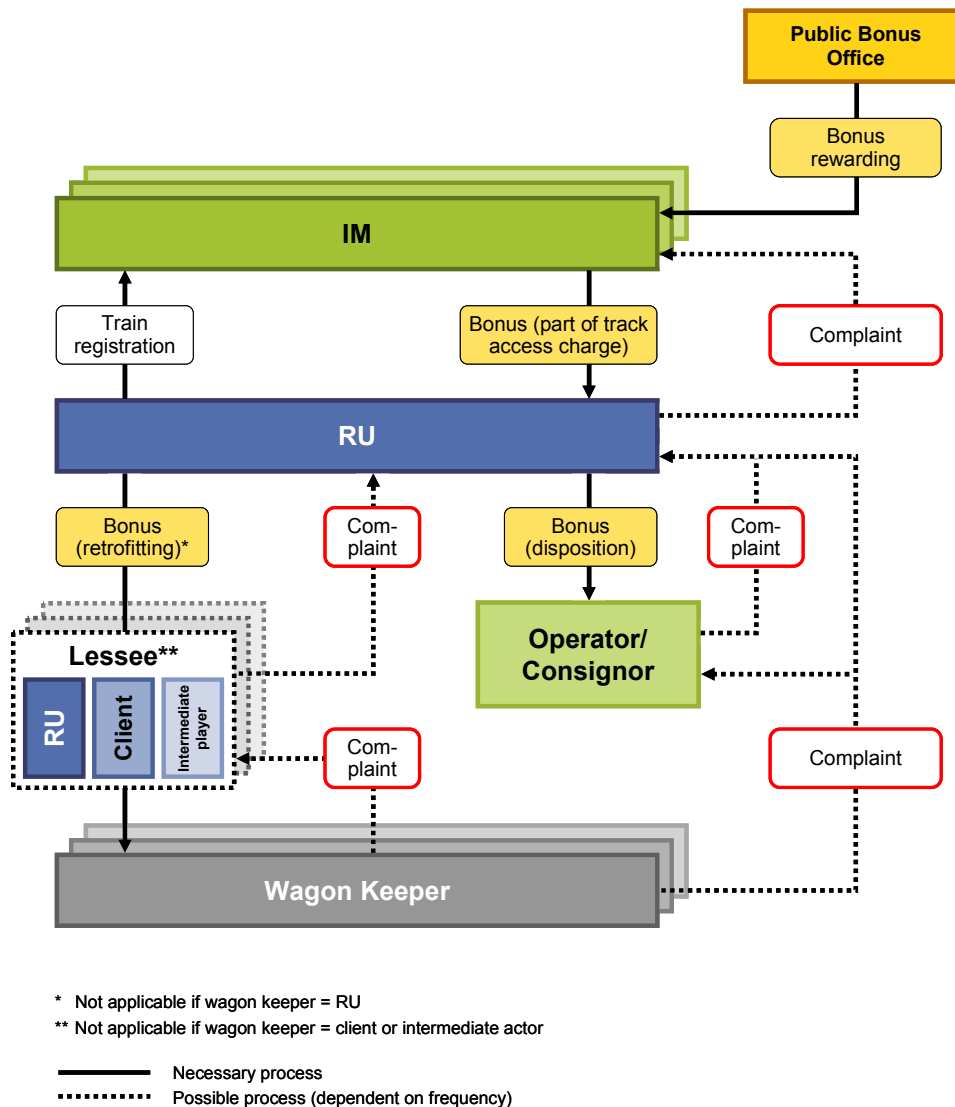 Public Bonus
Office
Bonus
rewarding
IM
Train
registration
Bonus (part of track
access charge)
Complaint
RU
Bonus
(retrofitting)*
Com-
plaint
Bonus
(disposition)
Com-
plaint
Lessee**
RU
Client
Intermediate
player
Operator/
Consignor
Com-
plaint
Complaint
Wagon Keeper
* Not applicable if wagon keeper = RU
** Not applicable if wagon keeper = client or intermediate actor
Necessary process
Possible process (dependent on frequency)